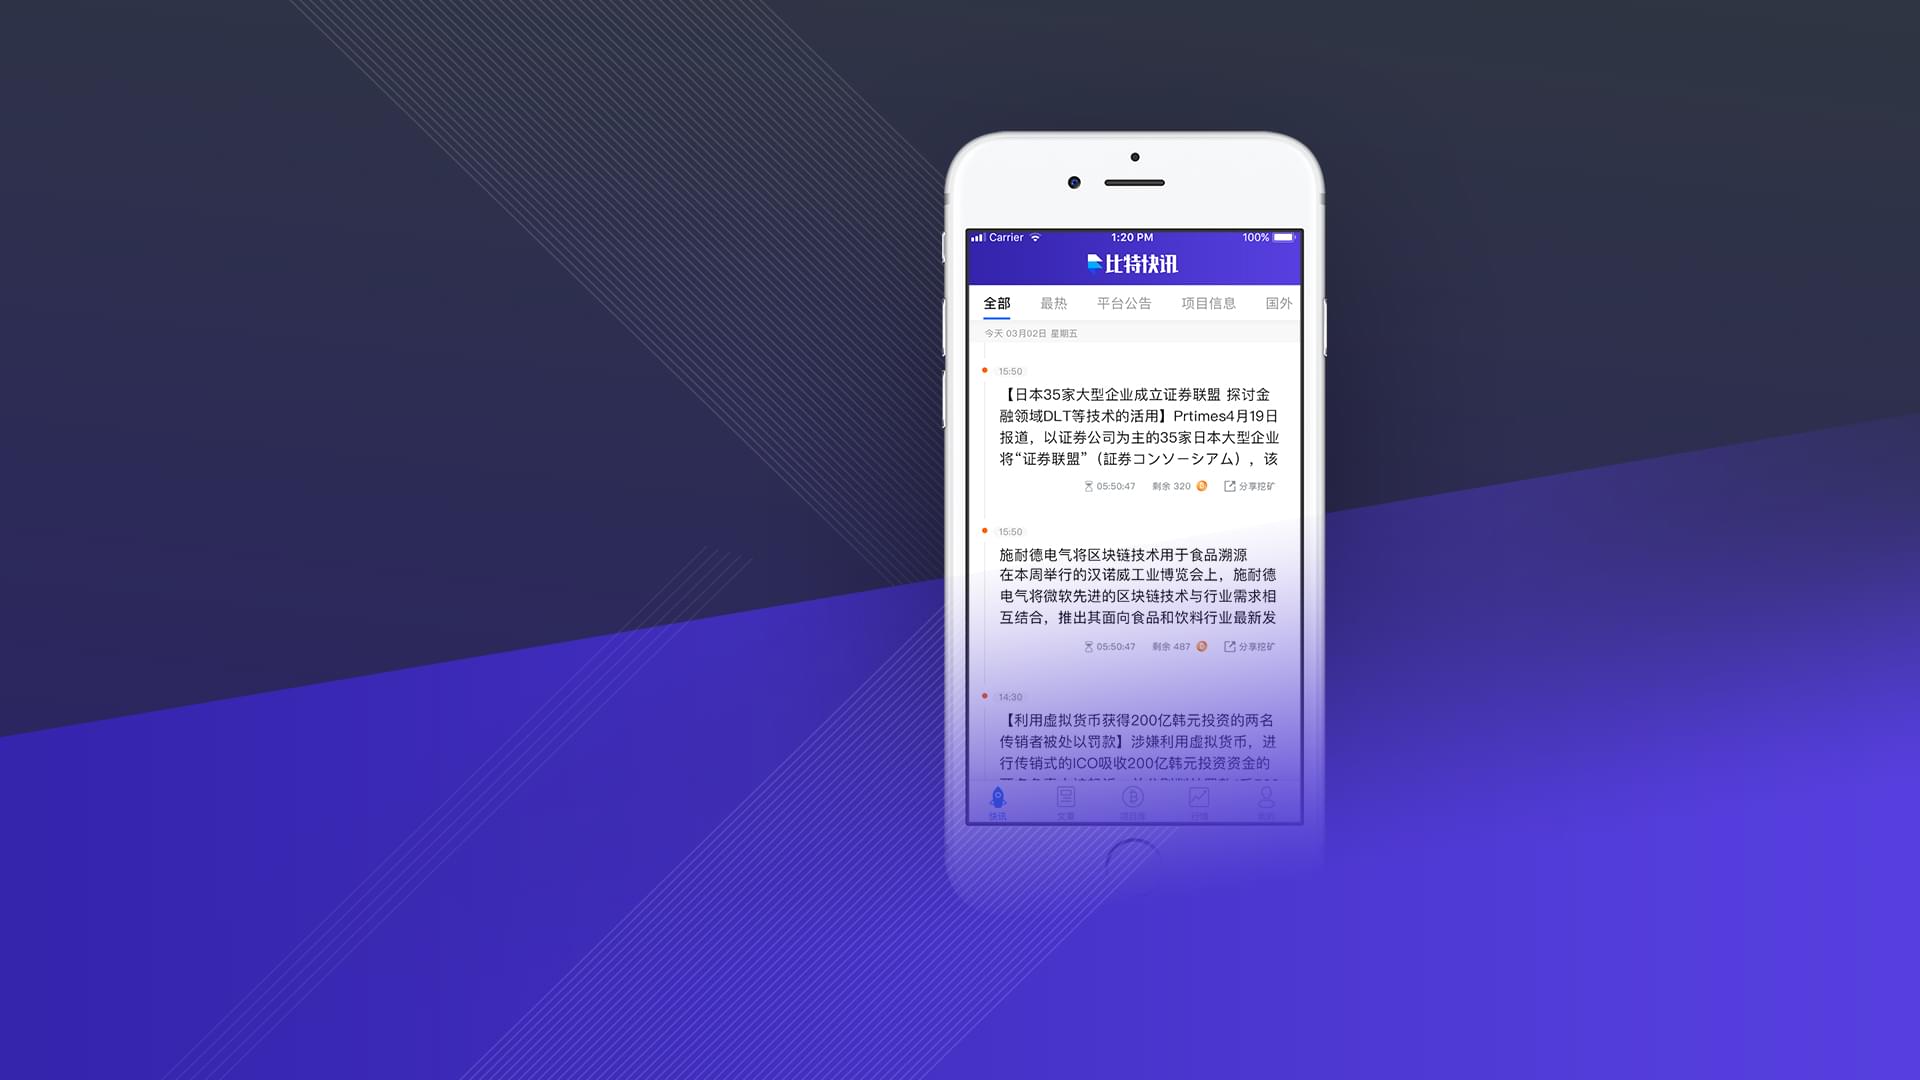 Carrier 1:20 PM 100%
比特快讯
全部 最热 平台公告 项目信息 国外
今天 03月02日 星期五
15:50
【日本35家大型企业成立证券联盟 探讨金
融领域DLT等技术的活用】Prtimes4月19日
报道，以证券公司为主的35家日本大型企业
将“证券联盟”（証券コンソーシアム），该
05:50:47 剩余 320 分享挖矿
15:50
施耐德电气将区块链技术用于食品溯源
在本周举行的汉诺威工业博览会上，施耐德
电气将微软先进的区块链技术与行业需求相
互结合，推出其面向食品和饮料行业最新发
05:50:47 剩余 487 分享挖矿
14:30
【利用虚拟货币获得200亿韩元投资的两名
传销者被处以罚款】涉嫌利用虚拟货币，进
行传销式的ICO吸收200亿韩元投资资金的
快讯 文章 项目库 行情 我的